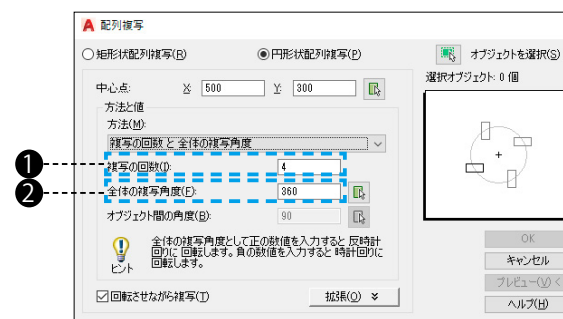 A 配列複写
矩形状配列複写(R) 円形状配列複写(P) オブジェクトを選択(S)
選択オブジェクト: 0 個
中心点: X: 500 Y: 300
方法と値
方法(M):
複写の回数 と 全体の複写角度
❶ 複写の回数(I): 4
❷ 全体の複写角度(F): 360
オブジェクト間の角度(B): 90
ヒント
全体の複写角度として正の数値を入力すると 反時計
回りに 回転します。負の数値を入力すると 時計回りに
回転します。
回転させながら複写(T) 拡張(O)
OK
キャンセル
プレビュー(V) <
ヘルプ(H)